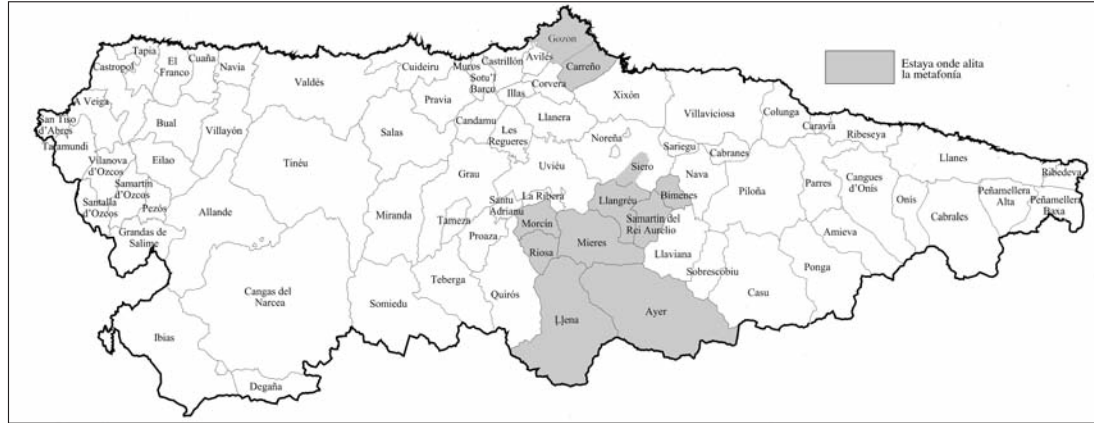 Gozon
Carreño
Estaya onde alita
la metafonía
Tapia
Castropol
El
Franco
Cuaña
Navia
Valdés
Cuideiru
Muros
Sotu'l
Barcu
Castrillón
Avilés
Illas
Corvera
Xixón
A Veiga
San Tiso
d'Abres
Taramundi
Bual
Villayón
Salas
Pravia
Candamu
Les
Regueres
Llanera
Noreña
Villaviciosa
Colunga
Caravia
Ribeseya
Llanes
Ribedeva
Vilanova
d'Ozcos
Eilao
Tinéu
Grau
Uviéu
Siero
Sariegu
Nava
Cabranes
Piloña
Parres
Cangues
d'Onís
Onís
Cabrales
Peñamellera
Alta
Peñamellera
Baxa
Samartín
d'Ozcos
Santalla
d'Ozcos
Pezós
Grandas de
Salime
Allande
Miranda
Tameza
Santu
Adrianu
Proaza
La Ribera
Morcín
Riosa
Llangréu
Bimenes
Samartín del
Rei Aurelio
Mieres
Llaviana
Sobrescobiu
Amieva
Ponga
Casu
Cangas del
Narcea
Somiedu
Teberga
Quirós
Ḷḷena
Ayer
Ibias
Degaña